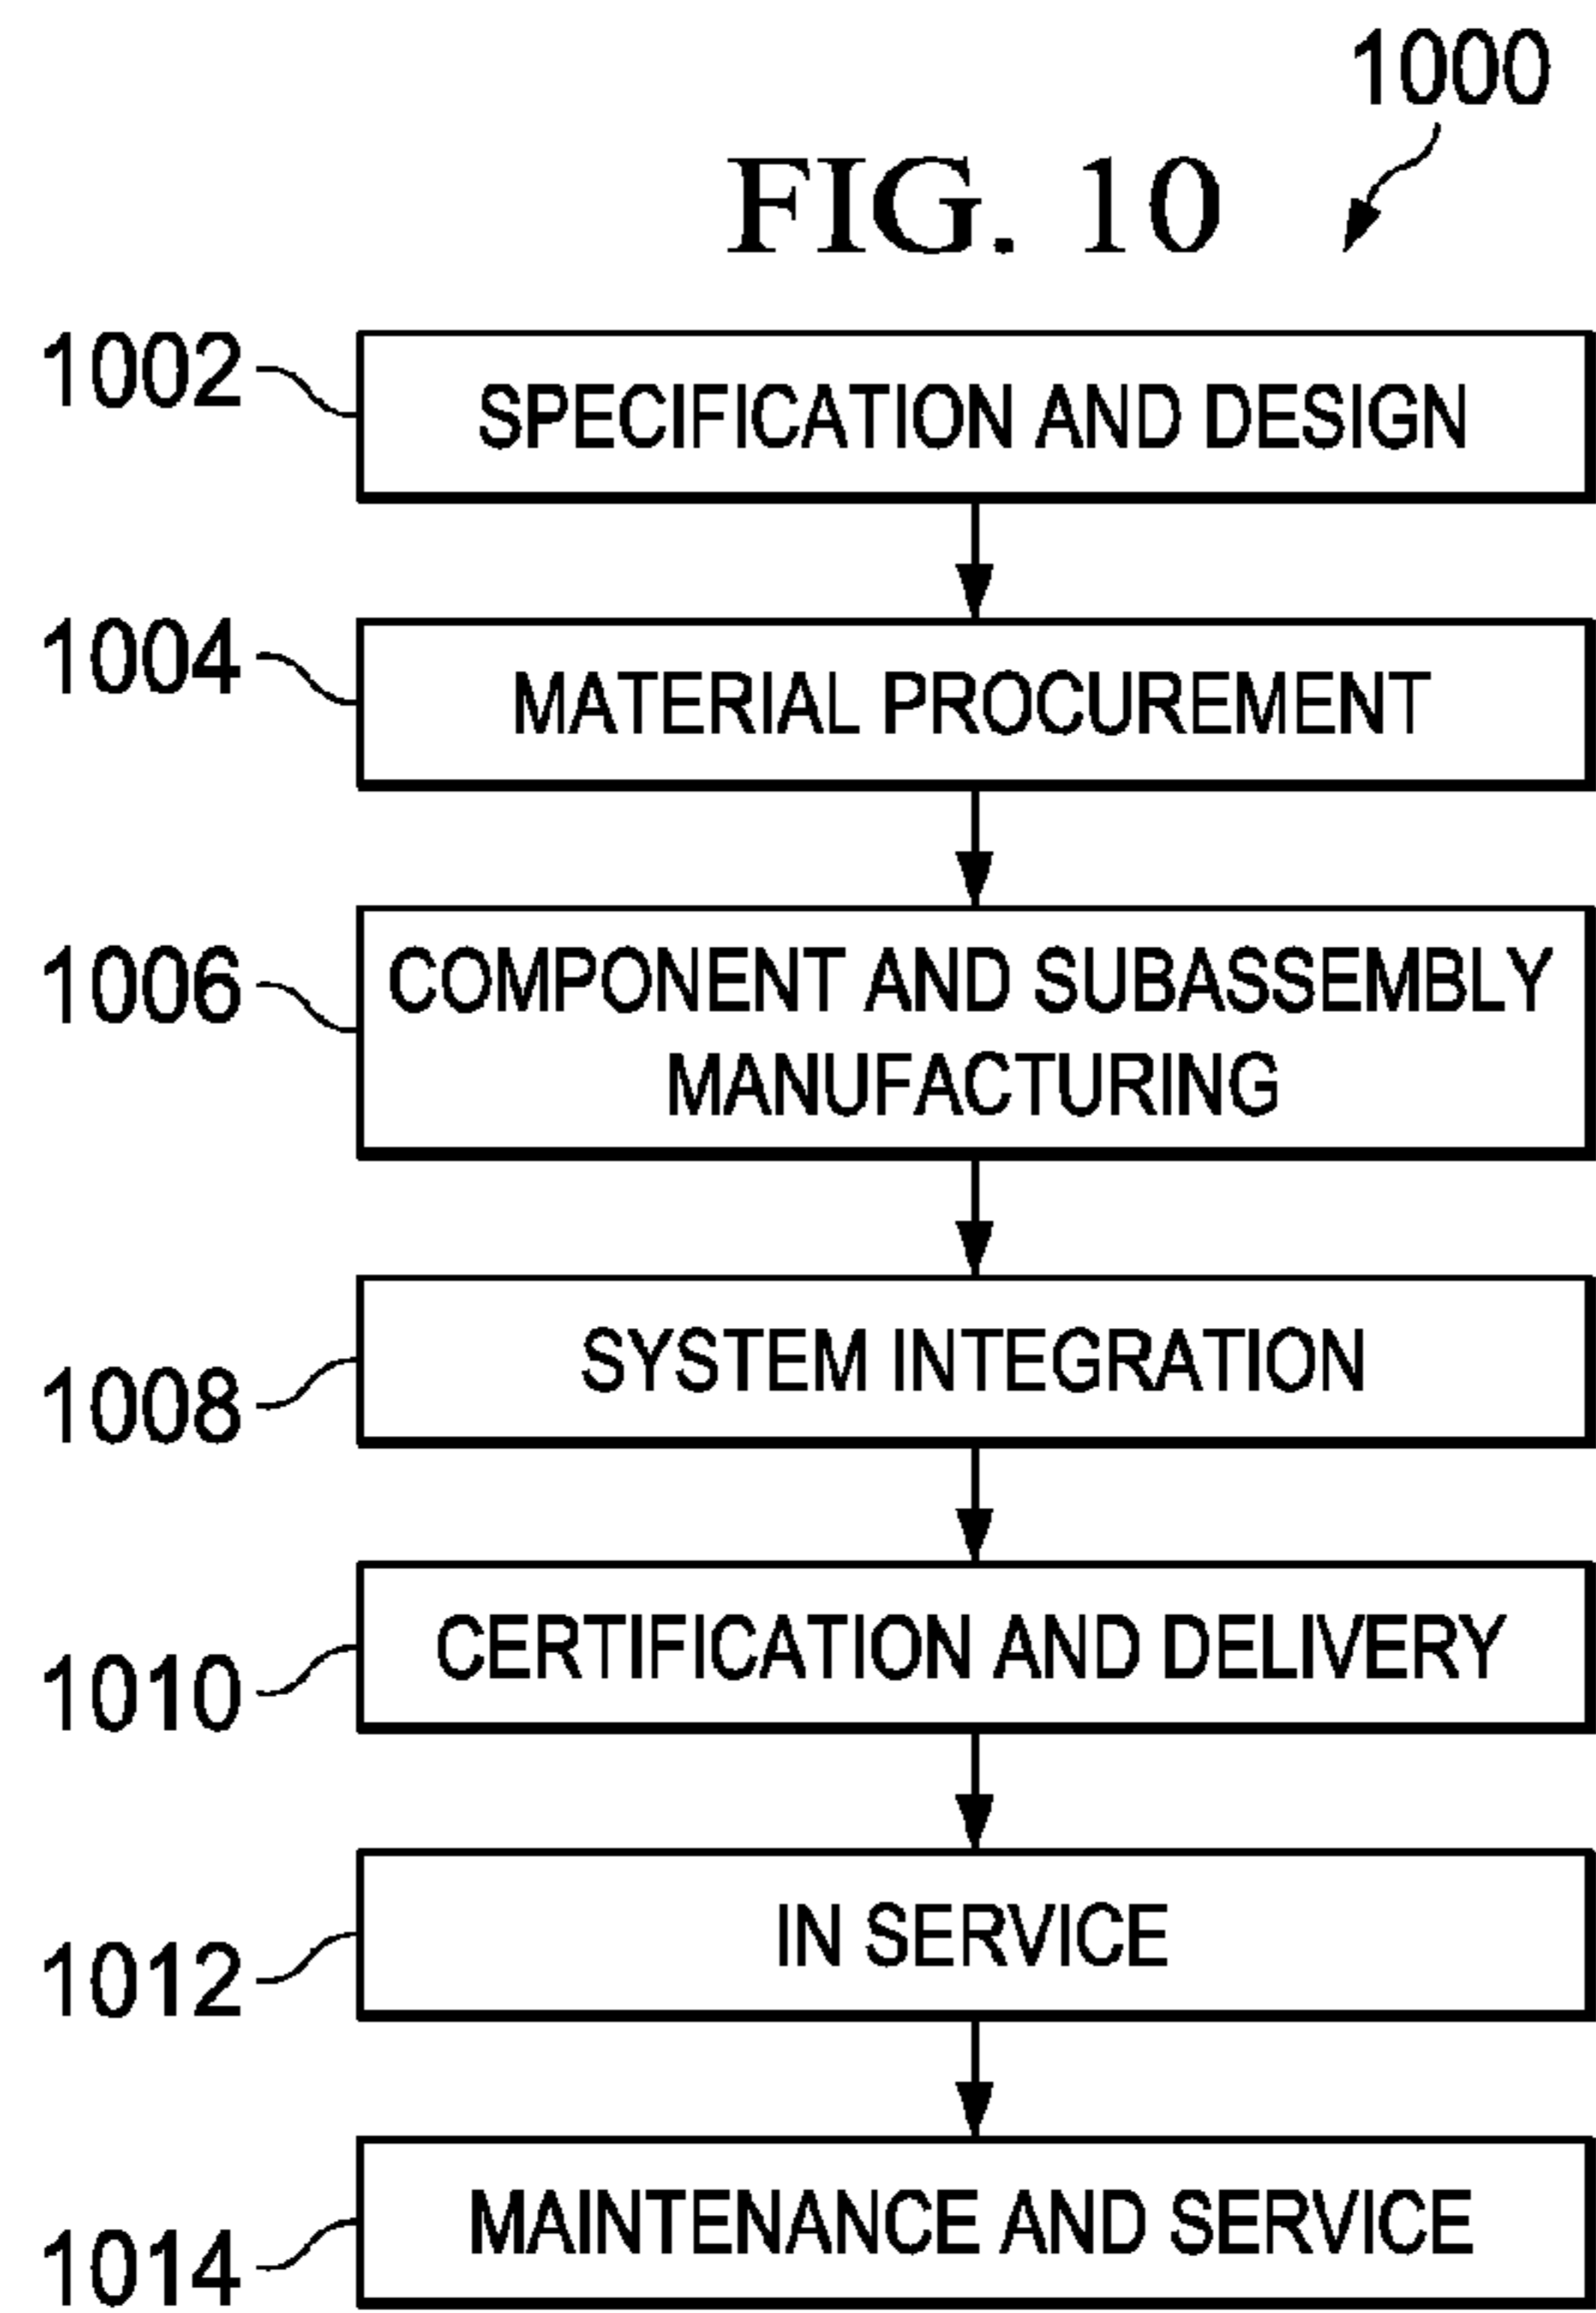 1000
FIG. 10
1002
SPECIFICATION AND DESIGN
1004
MATERIAL PROCUREMENT
1006
COMPONENT AND SUBASSEMBLY
MANUFACTURING
1008
SYSTEM INTEGRATION
1010
CERTIFICATION AND DELIVERY
1012
IN SERVICE
1014
MAINTENANCE AND SERVICE